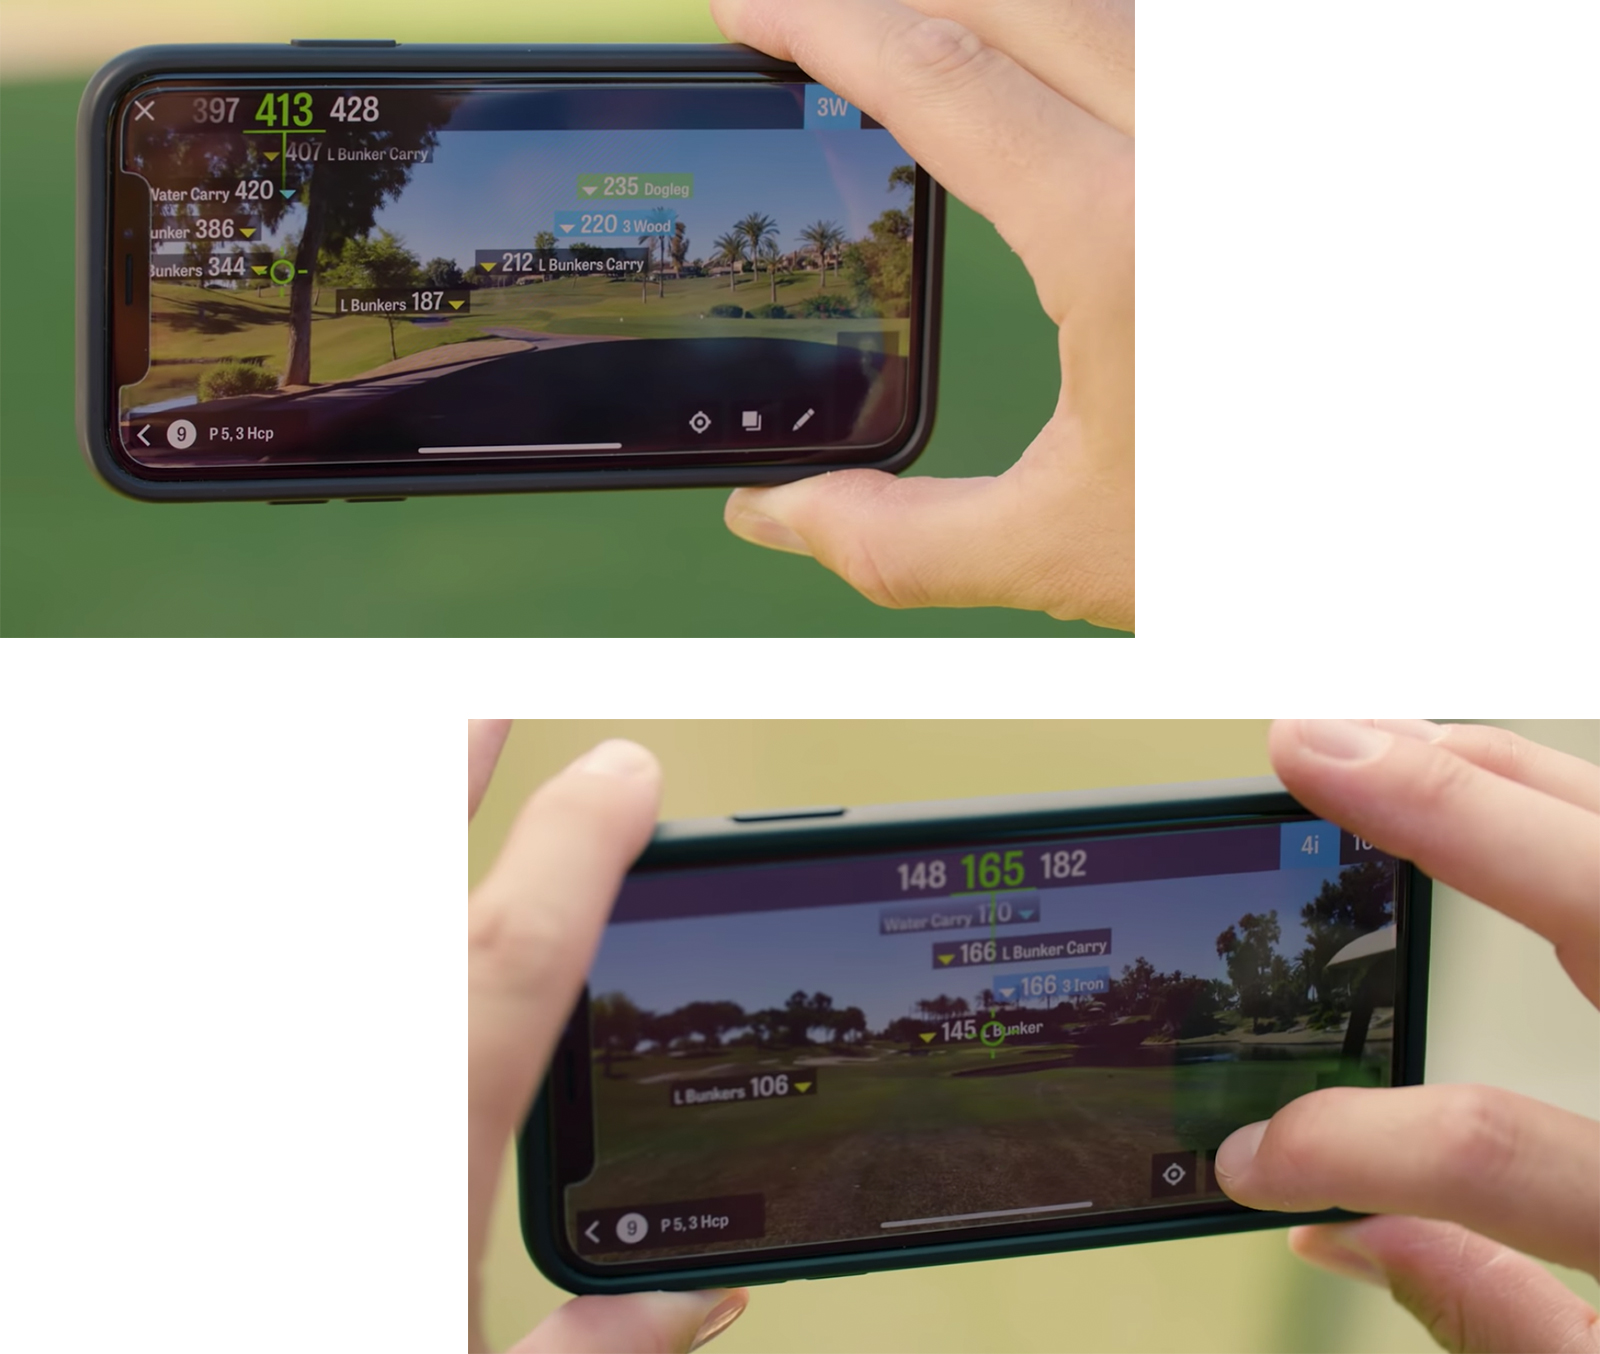 397 413 428
3W
407 L Bunker Carry
Water Carry 420
235 Dogleg
220 3 Wood
unker 386
212 L Bunkers Carry
Bunkers 344
L Bunkers 187
9 P 5, 3 Hcp
148 165 182
4i
Water Carry 170
166 L Bunker Carry
166 3 Iron
145 L Bunker
L Bunkers 106
9 P 5, 3 Hcp